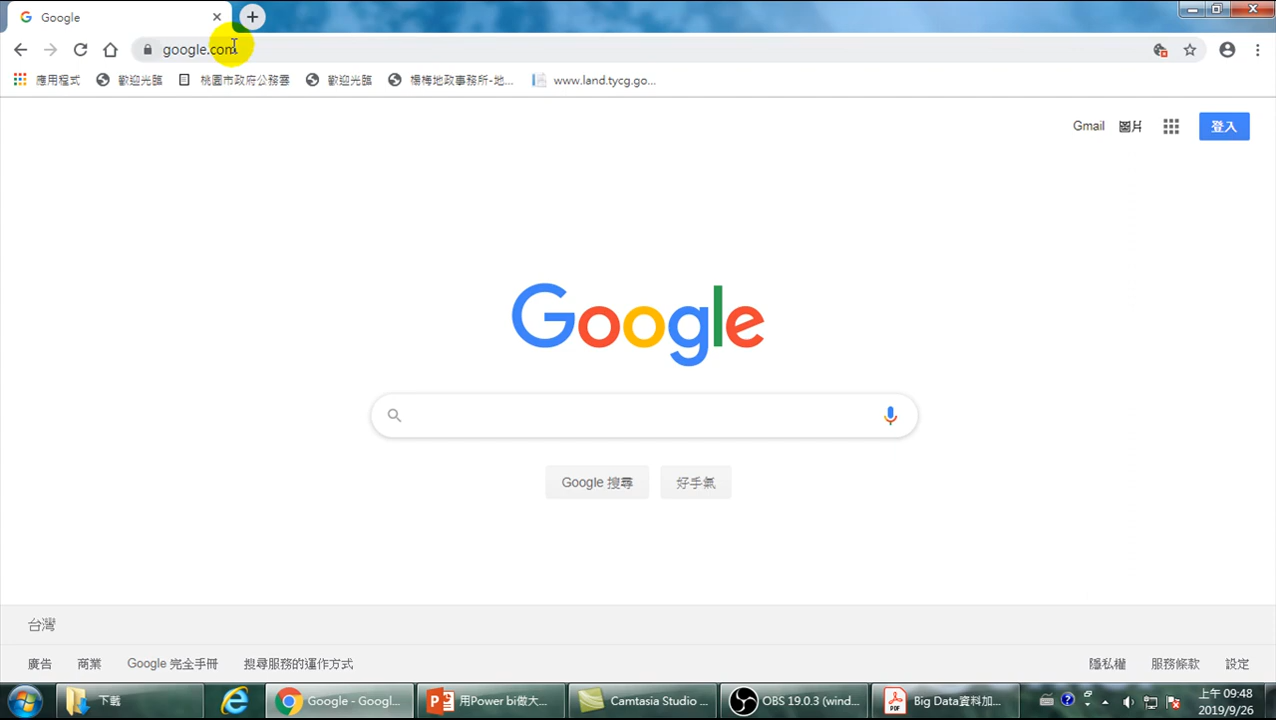 Google
google.com
應用程式
歡迎光臨
桃園市政府公務雲
歡迎光臨
楊梅地政事務所-地...
www.land.tycg.go...
Gmail
圖片
登入
Google
Google 搜尋
好手氣
台灣
廣告
商業
Google 完全手冊
搜尋服務的運作方式
隱私權
服務條款
設定
下載
Google - Googl...
用Power bi做大...
Camtasia Studio ...
OBS 19.0.3 (wind...
Big Data資料加...
上午 09:48
2019/9/26